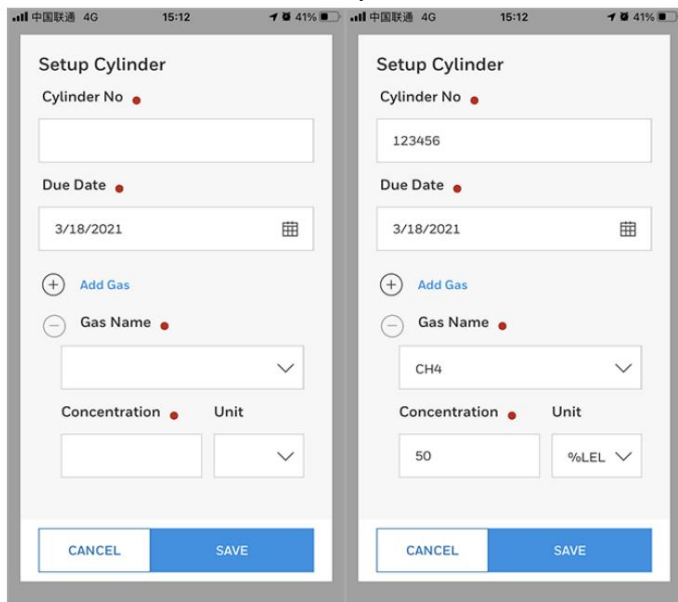 中国联通 4G 15:12 41%
Setup Cylinder
Cylinder No
Due Date
3/18/2021
Add Gas
Gas Name
Concentration Unit
CANCEL SAVE
中国联通 4G 15:12 41%
Setup Cylinder
Cylinder No
123456
Due Date
3/18/2021
Add Gas
Gas Name
CH4
Concentration Unit
50 %LEL
CANCEL SAVE